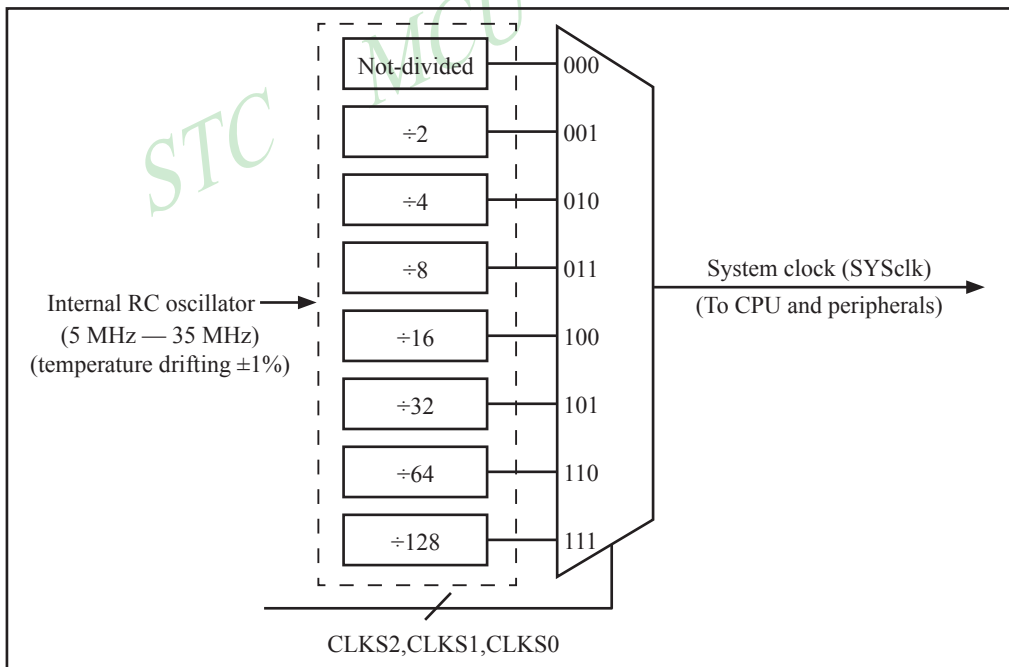 STC MCU
Not-divided
000
÷2
001
÷4
010
÷8
011
÷16
100
÷32
101
÷64
110
÷128
111
Internal RC oscillator
(5 MHz — 35 MHz)
(temperature drifting ±1%)
System clock (SYSclk)
(To CPU and peripherals)
CLKS2,CLKS1,CLKS0